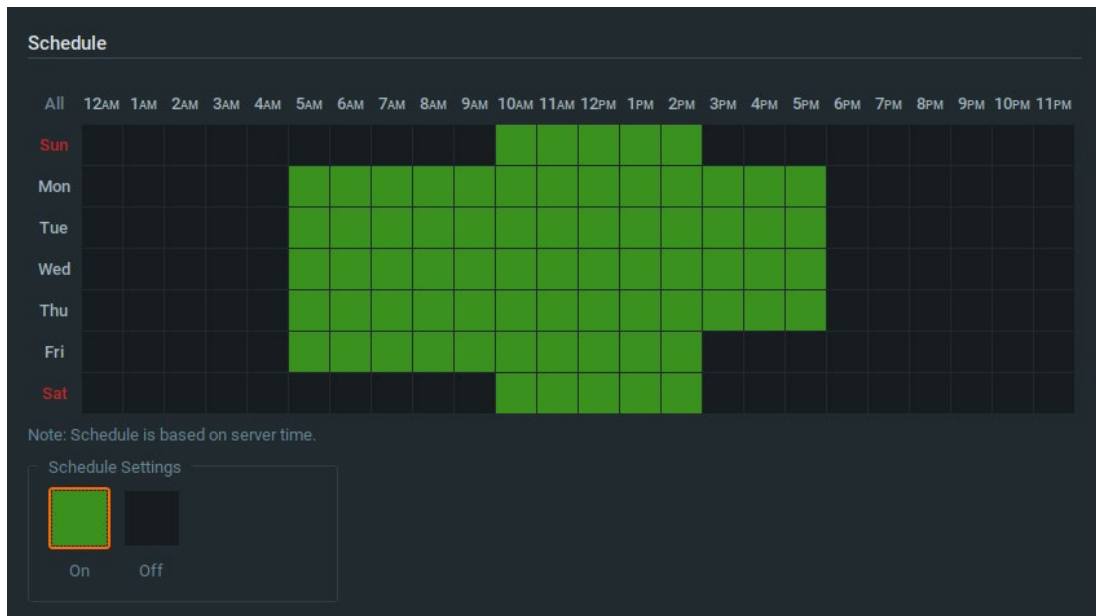 Schedule
All 12AM 1AM 2AM 3AM 4AM 5AM 6AM 7AM 8AM 9AM 10AM 11AM 12PM 1PM 2PM 3PM 4PM 5PM 6PM 7PM 8PM 9PM 10PM 11PM
Sun
Mon
Tue
Wed
Thu
Fri
Sat
Note: Schedule is based on server time.
Schedule Settings
On Off